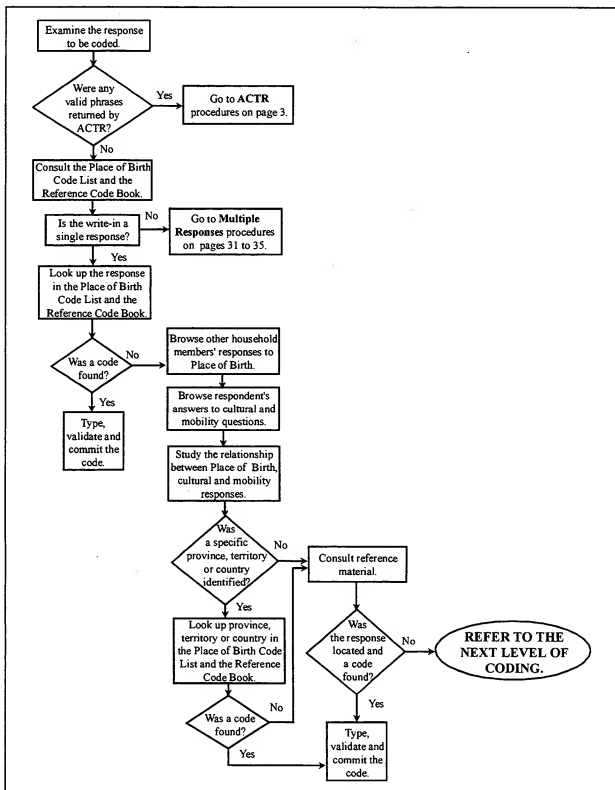 Examine the response
to be coded.
Were any
valid phrases
returned by
ACTR?
Yes
Go to ACTR
procedures on page 3.
No
Consult the Place of Birth
Code List and the
Reference Code Book.
Is the write-in a
single response?
No
Go to Multiple
Responses procedures
on pages 31 to 35.
Yes
Look up the response
in the Place of Birth
Code List and the
Reference Code Book.
Was a code
found?
No
Browse other household
members' responses to
Place of Birth.
Yes
Type,
validate and
commit the
code.
Browse respondent's
answers to cultural and
mobility questions.
Study the relationship
between Place of Birth,
cultural and mobility
responses.
Was
a specific
province, territory
or country
identified?
No
Consult reference
material.
Yes
Look up province,
territory or country in
the Place of Birth Code
List and the Reference
Code Book.
Was
the response
located and
a code
found?
No
REFER TO THE
NEXT LEVEL OF
CODING.
Was a code
found?
No
Yes
Yes
Type,
validate and
commit the
code.